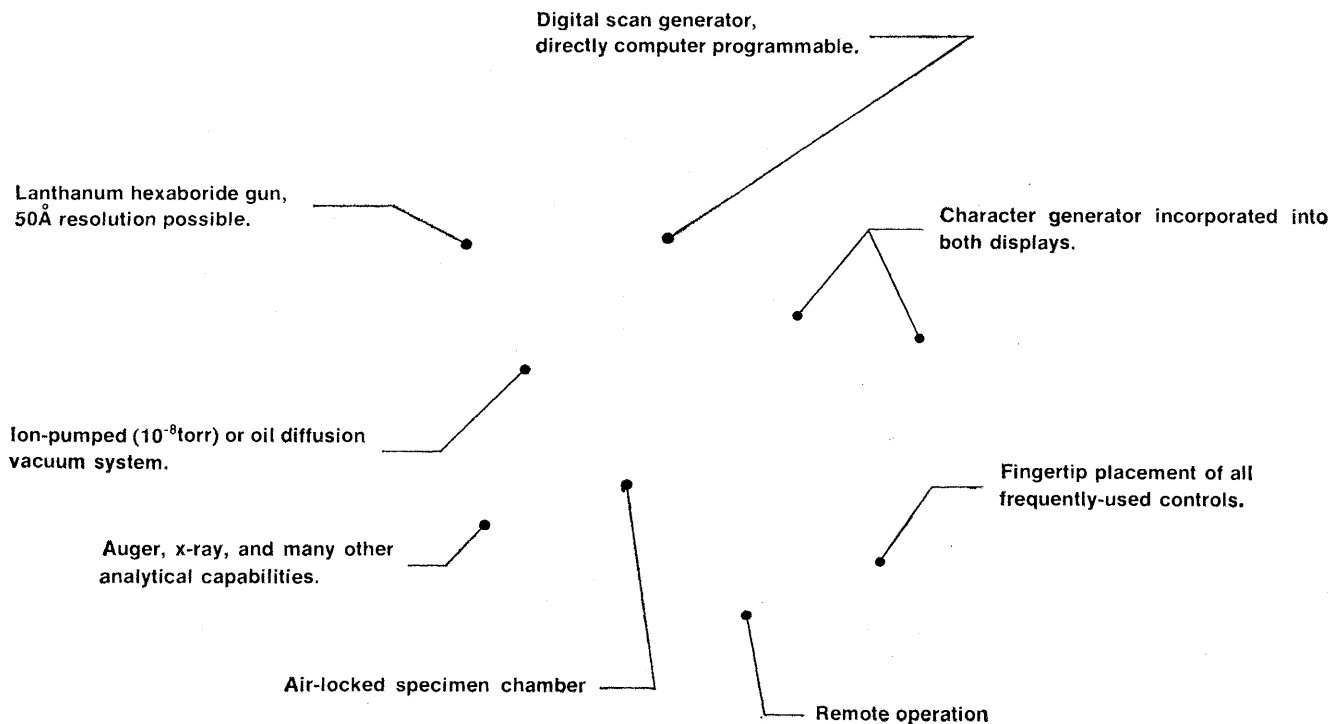 Digital scan generator,
directly computer programmable.
Lanthanum hexaboride gun,
50Å resolution possible.
Character generator incorporated into
both displays.
Ion-pumped (10⁻⁸torr) or oil diffusion
vacuum system.
Fingertip placement of all
frequently-used controls.
Auger, x-ray, and many other
analytical capabilities.
Air-locked specimen chamber
Remote operation